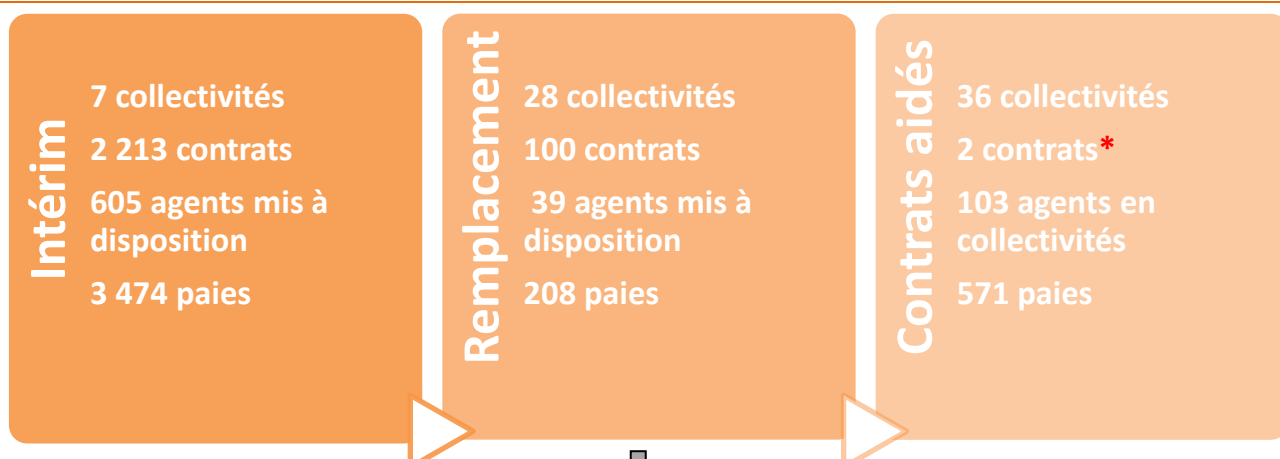 Intérim
7 collectivités
2 213 contrats
605 agents mis à
disposition
3 474 paies
Remplacement
28 collectivités
100 contrats
39 agents mis à
disposition
208 paies
Contrats aidés
36 collectivités
2 contrats*
103 agents en
collectivités
571 paies